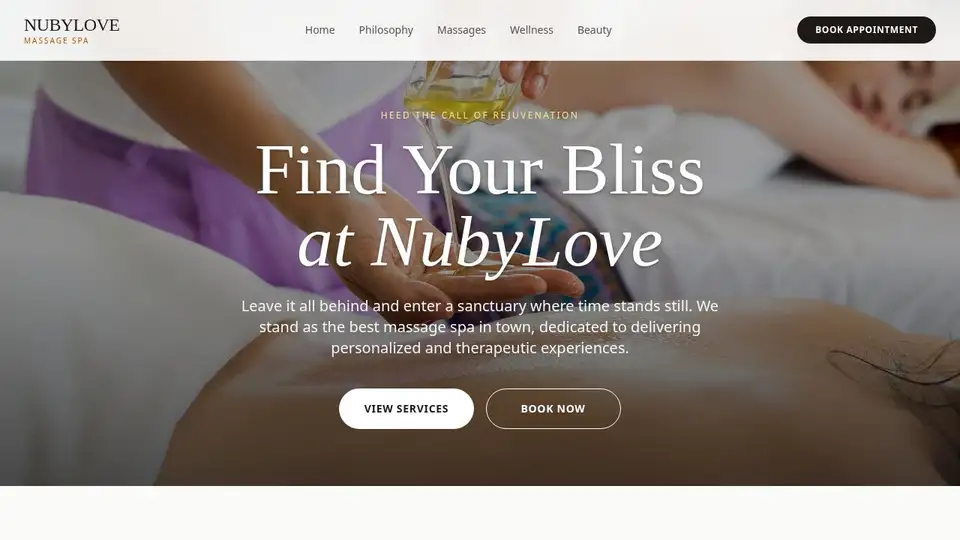 NUBYLOVE
MASSAGE SPA
Home
Philosophy
Massages
Wellness
Beauty
BOOK APPOINTMENT
HEED THE CALL OF REJUVENATION
Find Your Bliss
at NubyLove
Leave it all behind and enter a sanctuary where time stands still. We
stand as the best massage spa in town, dedicated to delivering
personalized and therapeutic experiences.
VIEW SERVICES
BOOK NOW